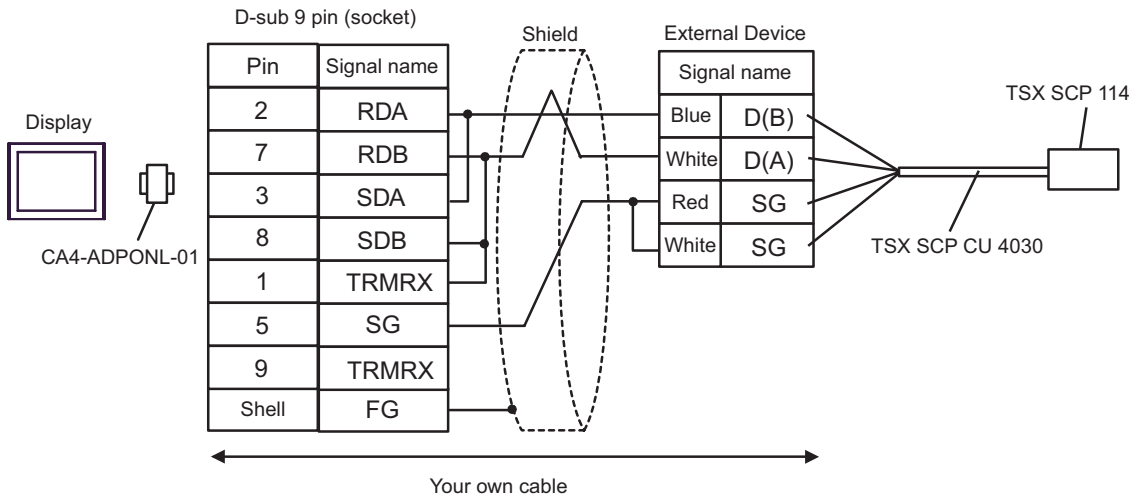 D-sub 9 pin (socket)
Shield
External Device
Display
CA4-ADPONL-01
Pin Signal name
2 RDA
7 RDB
3 SDA
8 SDB
1 TRMRX
5 SG
9 TRMRX
Shell FG
Signal name
Blue D(B)
White D(A)
Red SG
White SG
TSX SCP 114
TSX SCP CU 4030
Your own cable